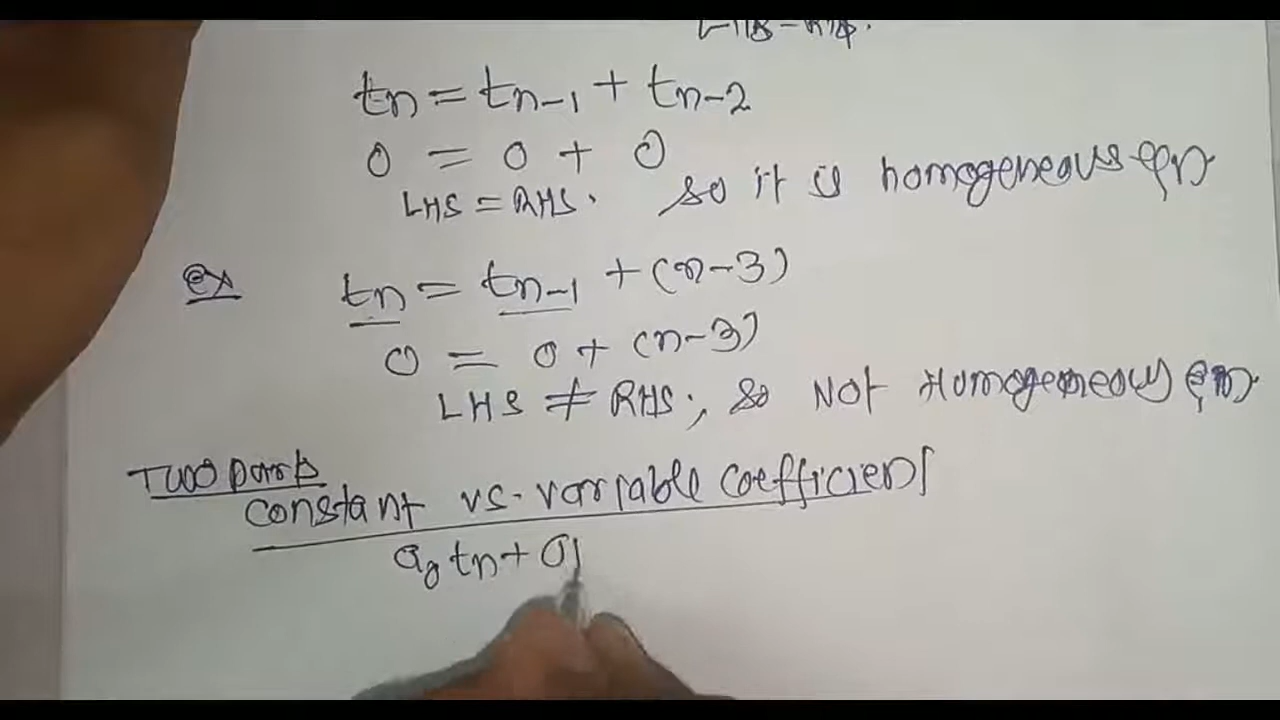 LHS = RHS.
tn = tn-1 + tn-2
0 = 0 + 0
LHS = RHS. so it is homogeneous eqn
ex tn = tn-1 + (n-3)
0 = 0 + (n-3)
LHS ≠ RHS., so NOT Homogeneous eqn
Two parts
constant vs. variable coefficient
a0 tn + a1